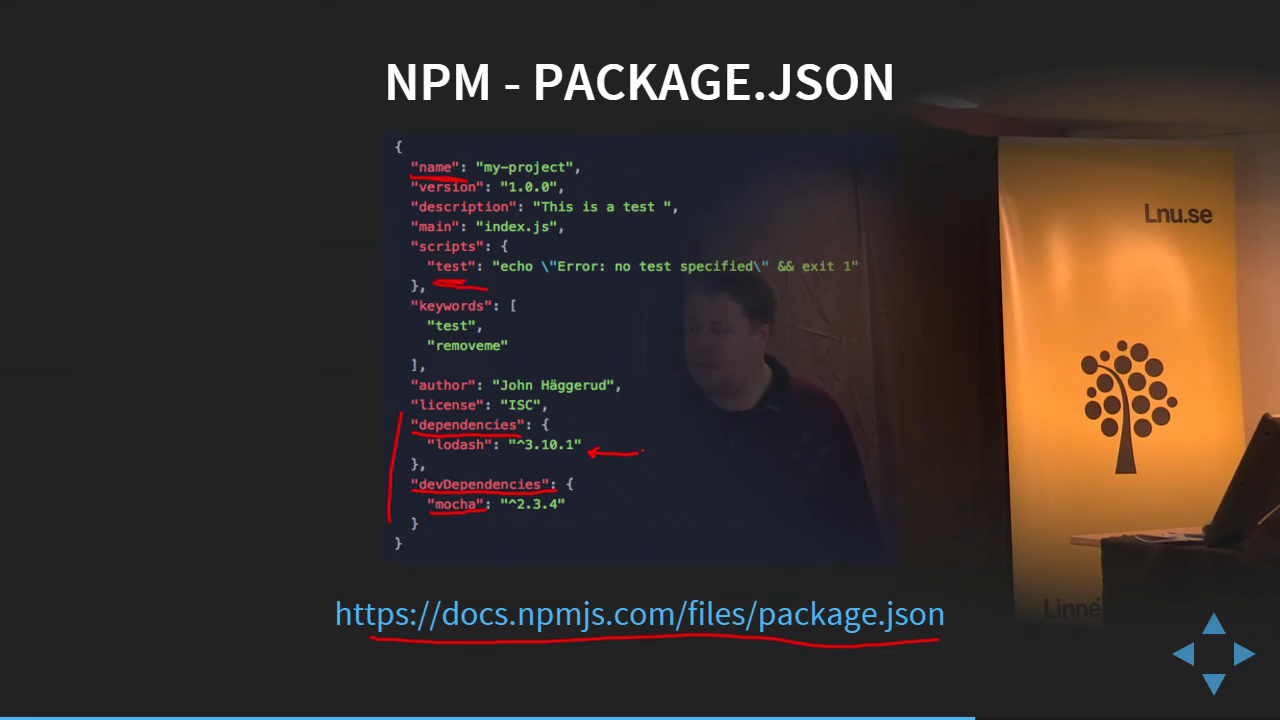 NPM - PACKAGE.JSON
{
"name": "my-project",
"version": "1.0.0",
"description": "This is a test ",
"main": "index.js",
"scripts": {
"test": "echo \"Error: no test specified\" && exit 1"
},
"keywords": [
"test",
"removeme"
],
"author": "John Häggerud",
"license": "ISC",
"dependencies": {
"lodash": "^3.10.1"
},
"devDependencies": {
"mocha": "^2.3.4"
}
}
https://docs.npmjs.com/files/package.json
Lnu.se